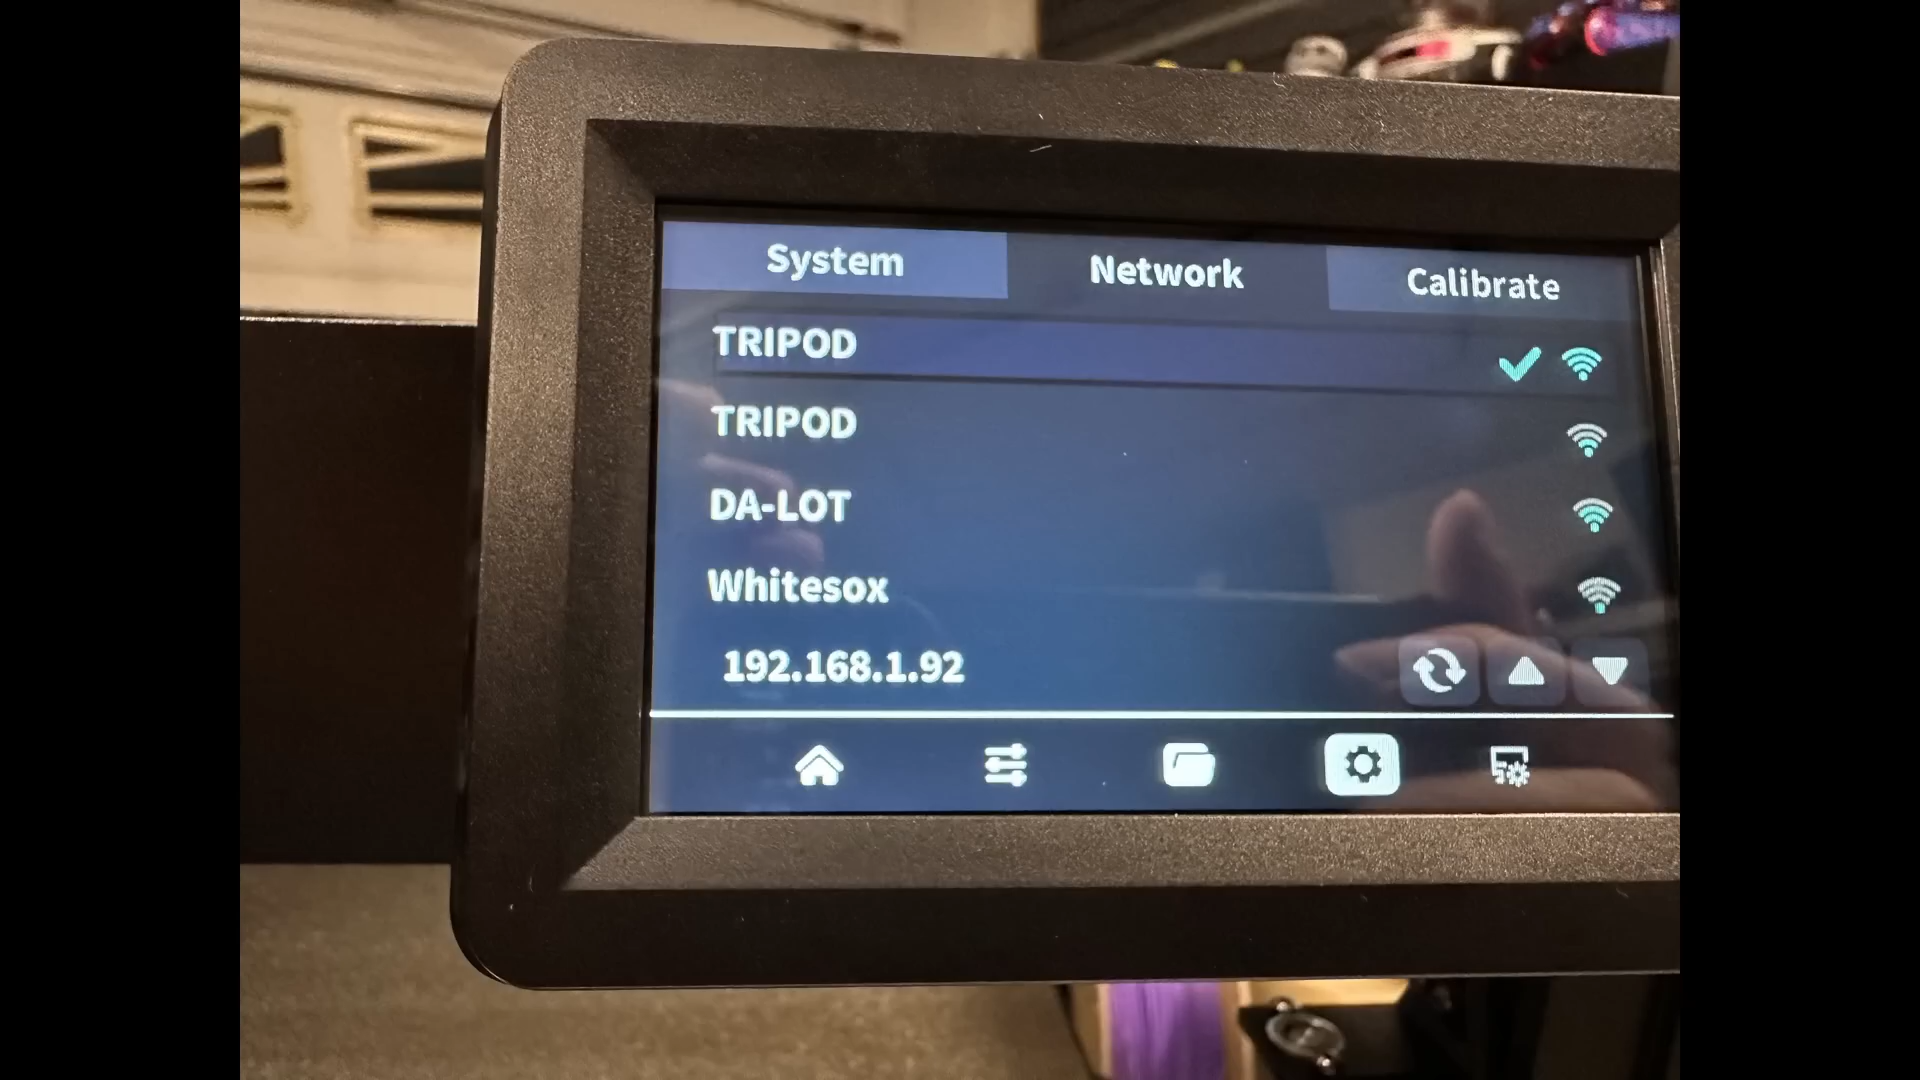 System Network Calibrate
TRIPOD
TRIPOD
DA-LOT
Whitesox
192.168.1.92